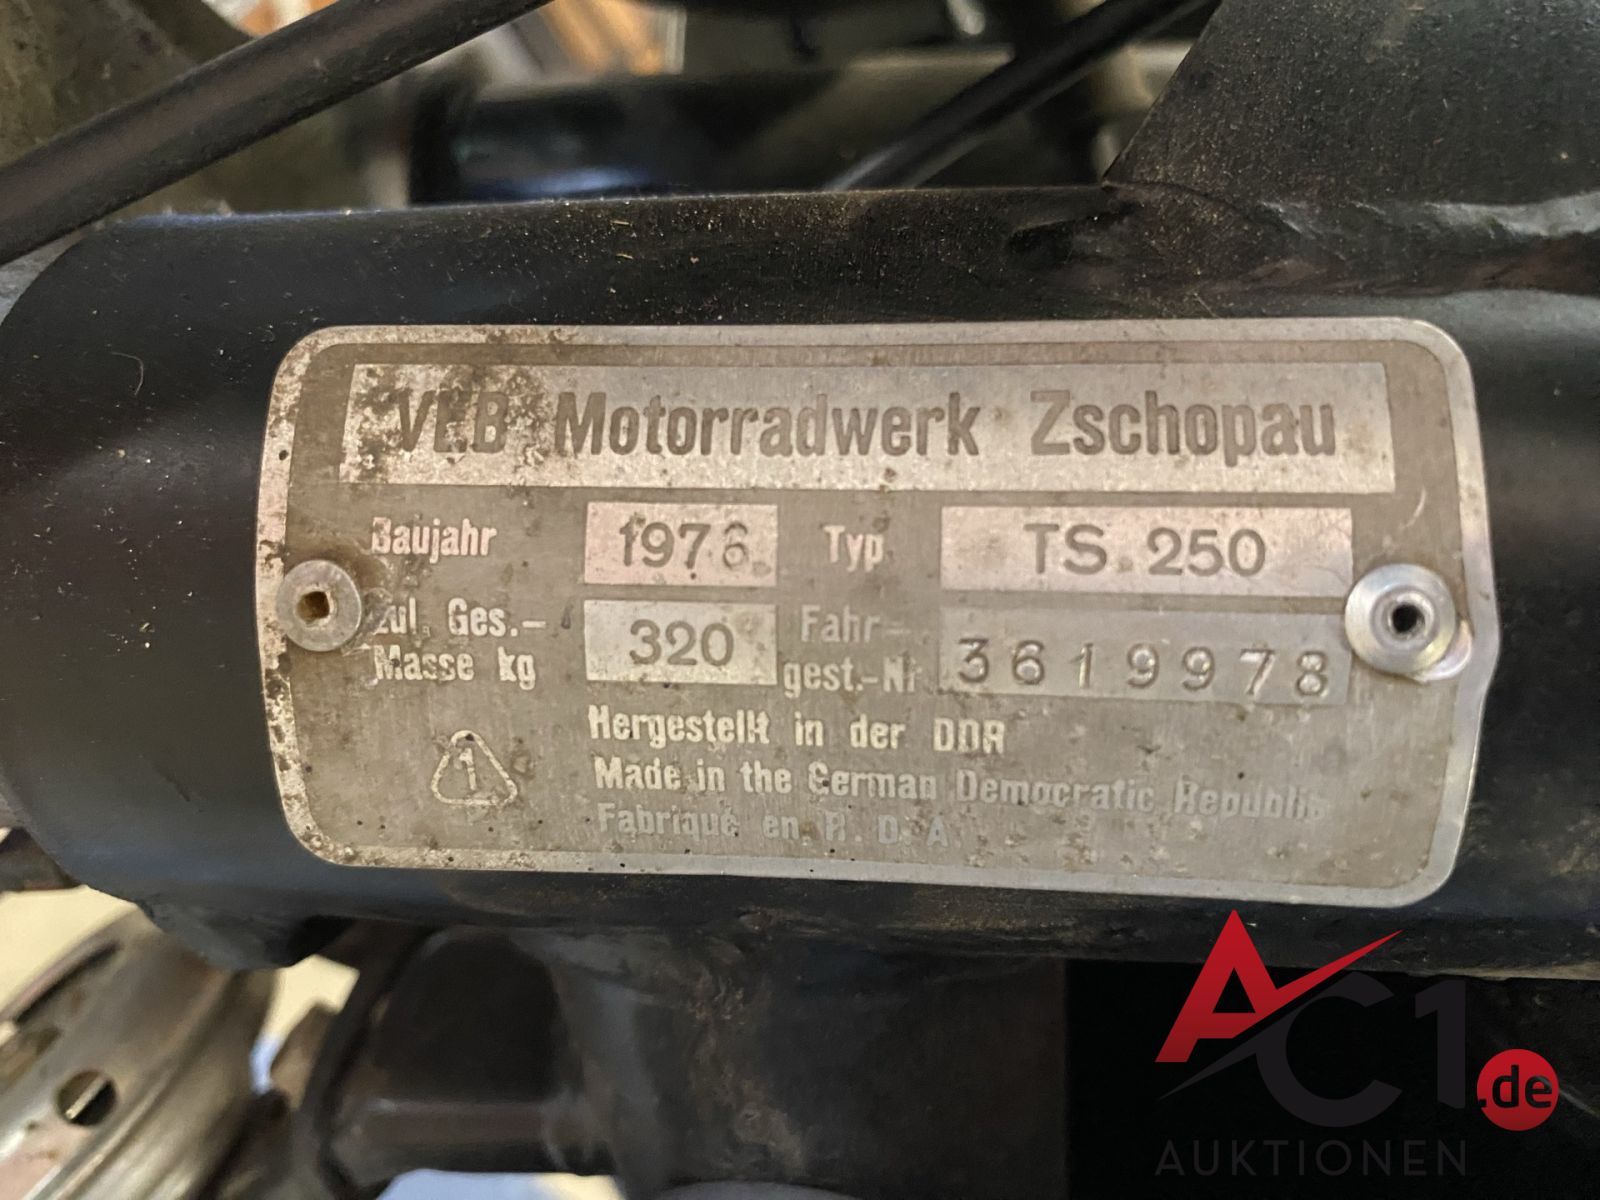 VEB Motorradwerk Zschopau
Baujahr 1976 Typ TS 250
zul. Ges.- Masse kg 320 Fahr- gest.-Nr 3619978
1
Hergestellt in der DDR
Made in the German Democratic Republic
Fabriqué en R. D. A.
AC1.de
AUKTIONEN